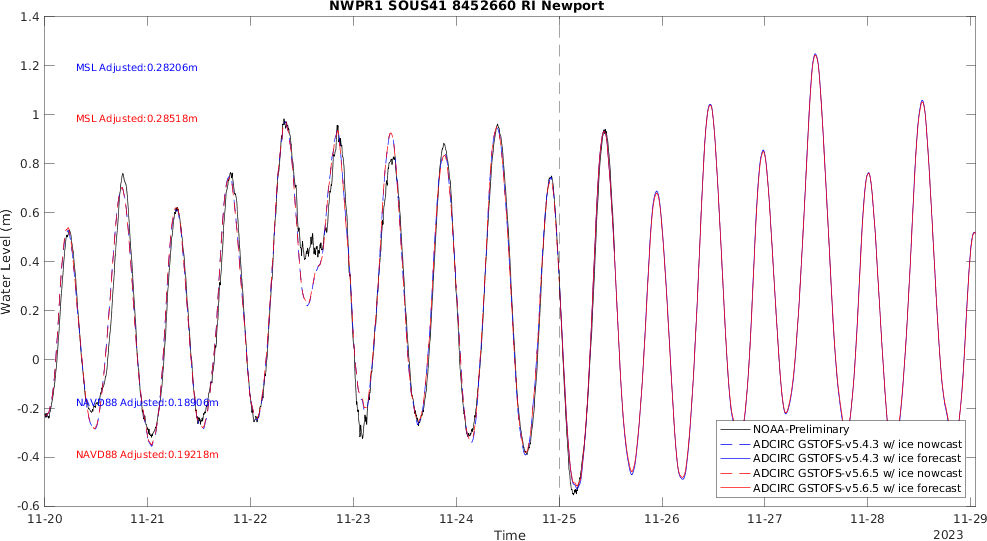 NWPR1 SOUS41 8452660 RI Newport
1.4
1.2
1
0.8
0.6
0.4
0.2
0
-0.2
-0.4
-0.6
Water Level (m)
MSL Adjusted:0.28206m
MSL Adjusted:0.28518m
NAVD88 Adjusted:0.18906m
NAVD88 Adjusted:0.19218m
NOAA-Preliminary
ADCIRC GSTOFS-v5.4.3 w/ ice nowcast
ADCIRC GSTOFS-v5.4.3 w/ ice forecast
ADCIRC GSTOFS-v5.6.5 w/ ice nowcast
ADCIRC GSTOFS-v5.6.5 w/ ice forecast
11-20 11-21 11-22 11-23 11-24 11-25 11-26 11-27 11-28 11-29
Time
2023